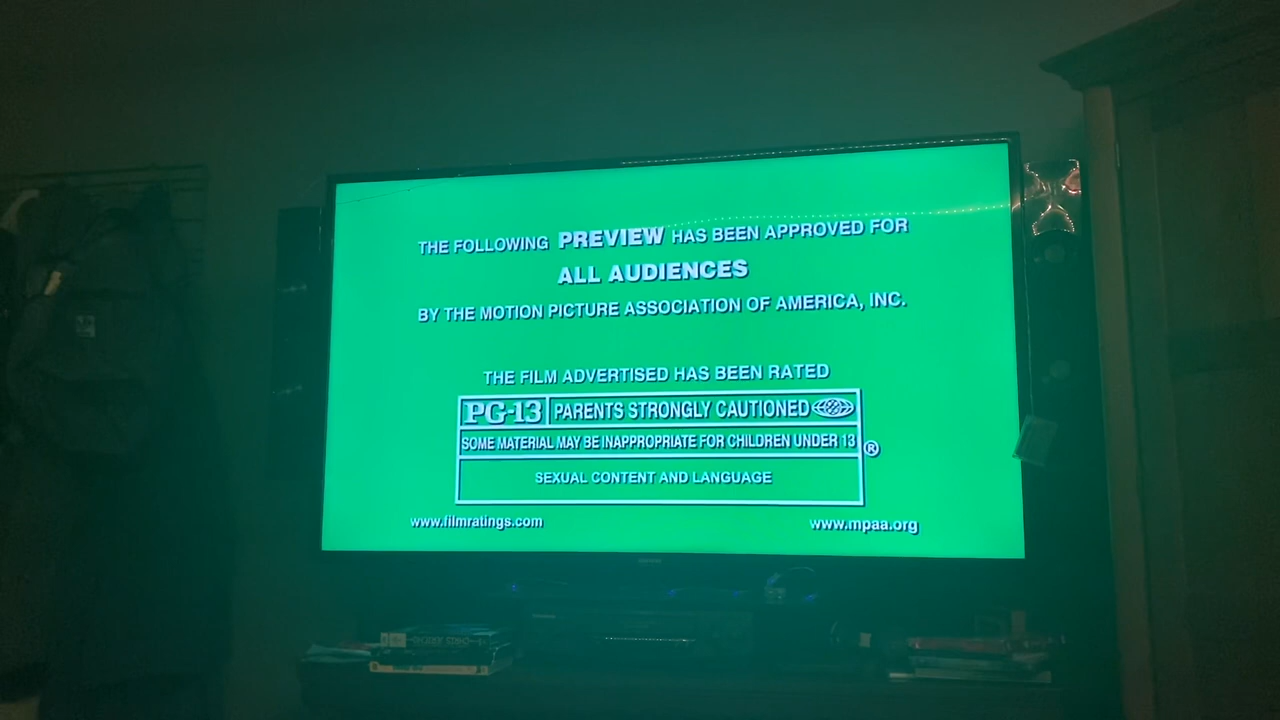 THE FOLLOWING PREVIEW HAS BEEN APPROVED FOR
ALL AUDIENCES
BY THE MOTION PICTURE ASSOCIATION OF AMERICA, INC.
THE FILM ADVERTISED HAS BEEN RATED
PG-13 PARENTS STRONGLY CAUTIONED
SOME MATERIAL MAY BE INAPPROPRIATE FOR CHILDREN UNDER 13 ®
SEXUAL CONTENT AND LANGUAGE
www.filmratings.com www.mpaa.org